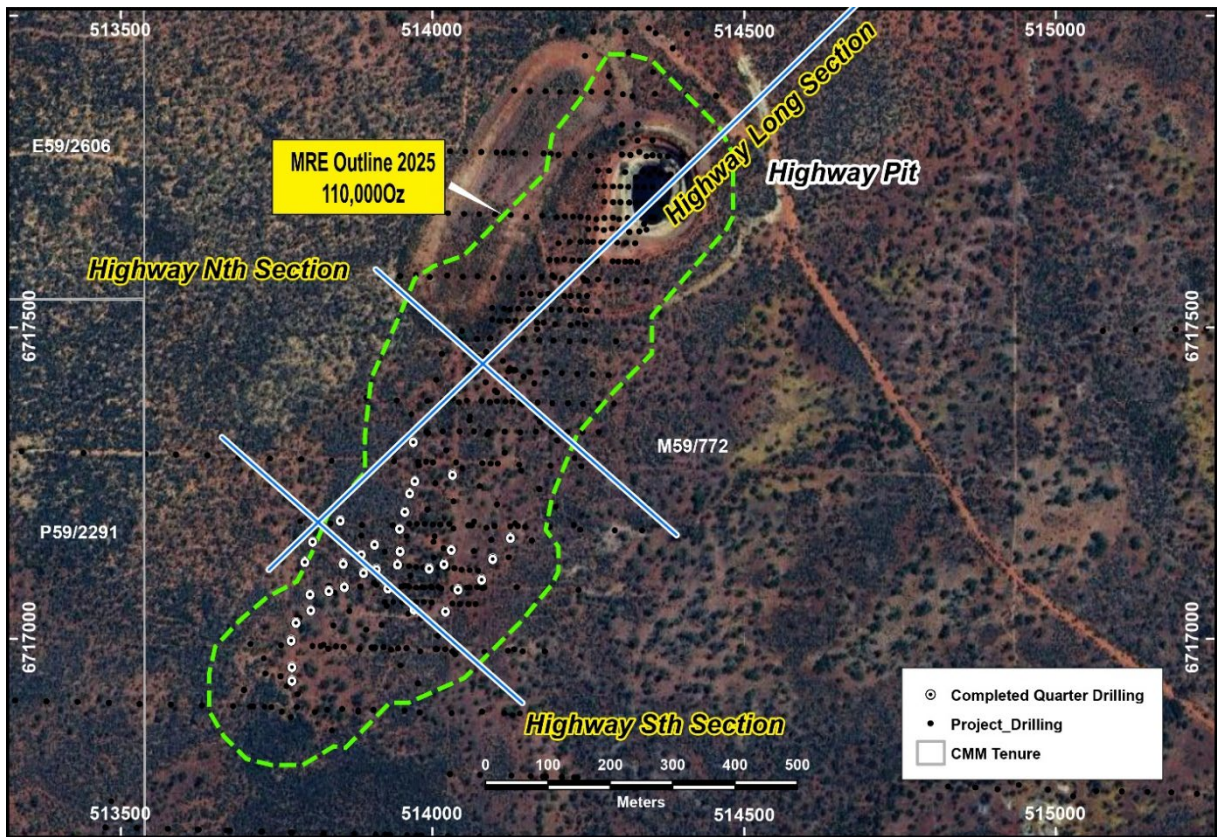 513500
514000
514500
515000
E59/2606
MRE Outline 2025
110,000Oz
Highway Long Section
Highway Pit
Highway Nth Section
6717500
6717500
M59/772
P59/2291
6717000
6717000
Highway Sth Section
0 100 200 300 400 500
Meters
Completed Quarter Drilling
Project_Drilling
CMM Tenure
513500
514000
514500
515000